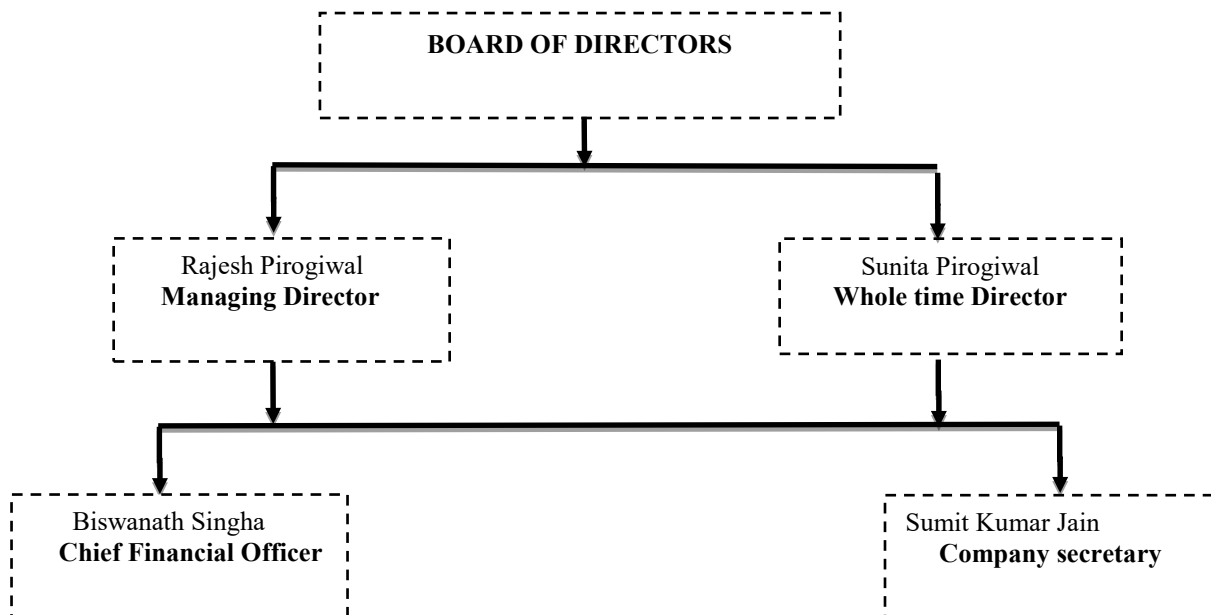 BOARD OF DIRECTORS
Rajesh Pirogiwal
Managing Director
Sunita Pirogiwal
Whole time Director
Biswanath Singha
Chief Financial Officer
Sumit Kumar Jain
Company secretary